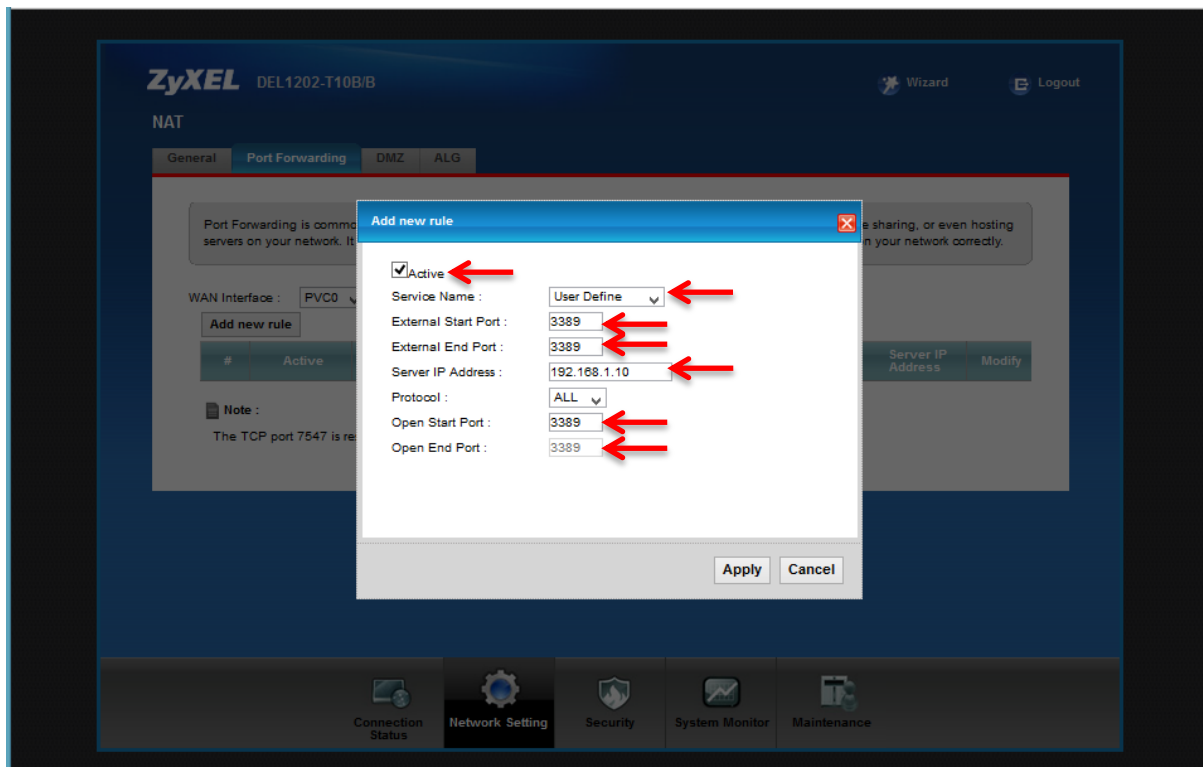 ZyXEL DEL1202-T10B/B
Wizard
Logout
NAT
General
Port Forwarding
DMZ
ALG
Port Forwarding is commo
e sharing, or even hosting
servers on your network. It
n your network correctly.
WAN Interface : PVC0
Add new rule
# Active
Server IP Address
Modify
Note :
The TCP port 7547 is re
Add new rule
Active
Service Name : User Define
External Start Port : 3389
External End Port : 3389
Server IP Address : 192.168.1.10
Protocol : ALL
Open Start Port : 3389
Open End Port : 3389
Apply
Cancel
Connection Status
Network Setting
Security
System Monitor
Maintenance